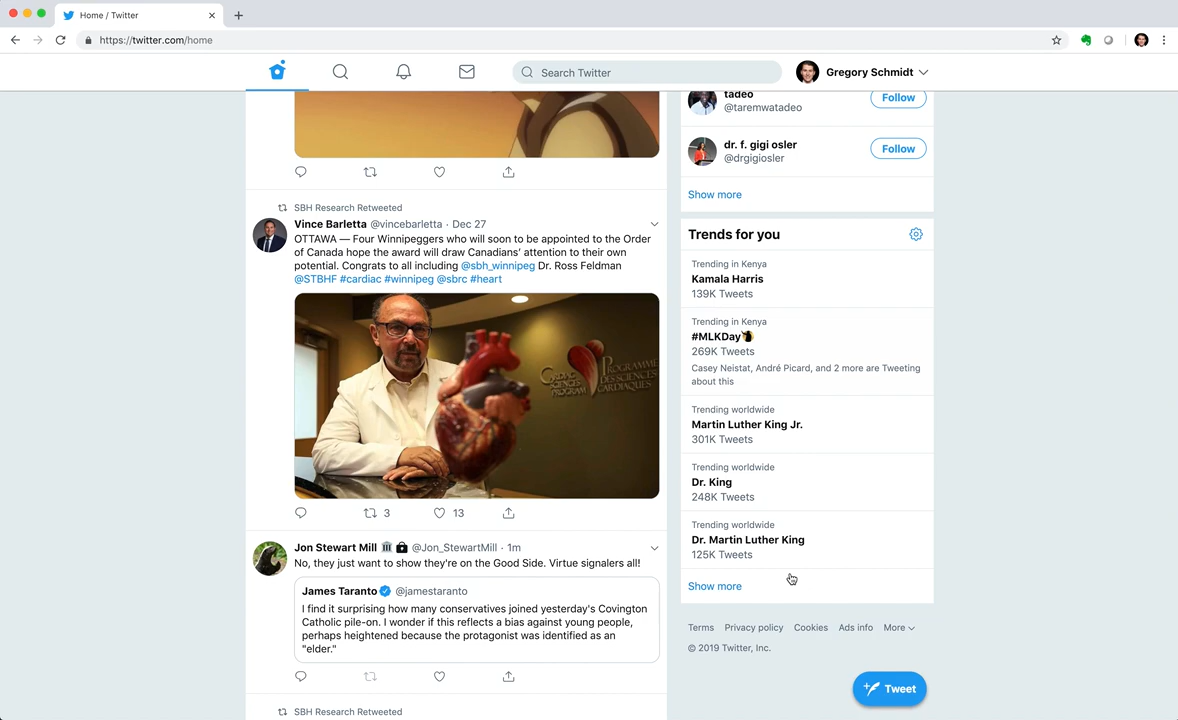 Home / Twitter
https://twitter.com/home
Search Twitter
Gregory Schmidt
SBH Research Retweeted
Vince Barletta @vincebarletta · Dec 27
OTTAWA — Four Winnipeggers who will soon to be appointed to the Order
of Canada hope the award will draw Canadians' attention to their own
potential. Congrats to all including @sbh_winnipeg Dr. Ross Feldman
@STBHF #cardiac #winnipeg @sbrc #heart
CARDIAC SCIENCES PROGRAM
PROGRAMME DES SCIENCES CARDIAQUES
3
13
Jon Stewart Mill @Jon_StewartMill · 1m
No, they just want to show they're on the Good Side. Virtue signalers all!
James Taranto @jamestaranto
I find it surprising how many conservatives joined yesterday's Covington
Catholic pile-on. I wonder if this reflects a bias against young people,
perhaps heightened because the protagonist was identified as an
"elder."
SBH Research Retweeted
tadeo
@taremwatadeo
Follow
dr. f. gigi osler
@drgigiosler
Follow
Show more
Trends for you
Trending in Kenya
Kamala Harris
139K Tweets
Trending in Kenya
#MLKDay
269K Tweets
Casey Neistat, André Picard, and 2 more are Tweeting
about this
Trending worldwide
Martin Luther King Jr.
301K Tweets
Trending worldwide
Dr. King
248K Tweets
Trending worldwide
Dr. Martin Luther King
125K Tweets
Show more
Terms Privacy policy Cookies Ads info More
© 2019 Twitter, Inc.
Tweet